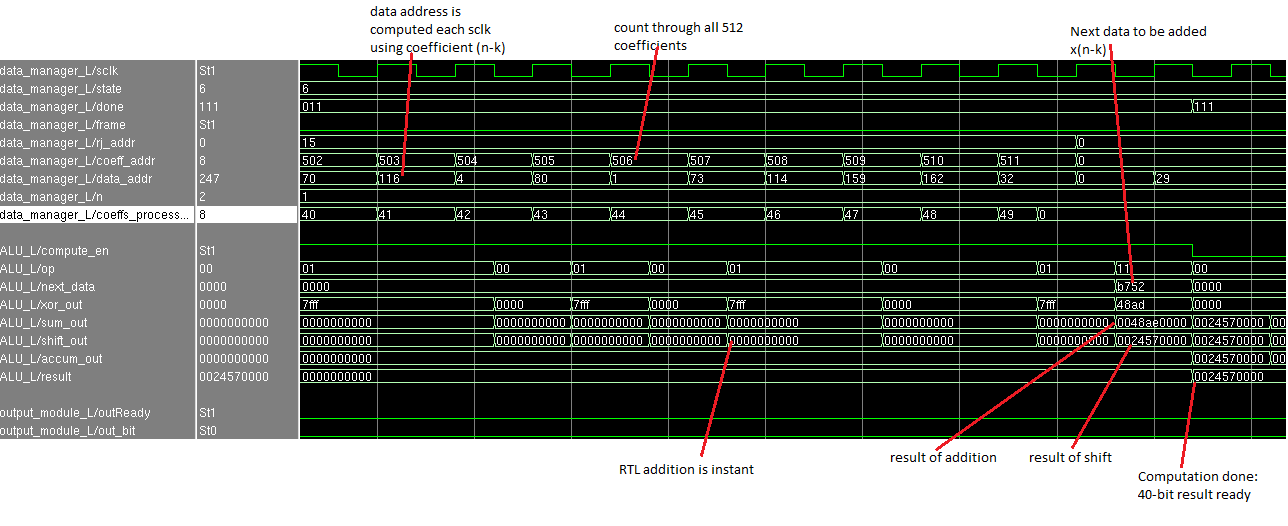 data address is
computed each sclk
using coefficient (n-k)
count through all 512
coefficients
Next data to be added
x(n-k)
data_manager_L/sclk St1
data_manager_L/state 6 6
data_manager_L/done 111 011 111
data_manager_L/frame St1
data_manager_L/rj_addr 0 15 0
data_manager_L/coeff_addr 8 502 503 504 505 506 507 508 509 510 511 0
data_manager_L/data_addr 247 70 116 4 80 1 73 114 159 162 32 0 29
data_manager_L/n 2 1
data_manager_L/coeffs_process... 8 40 41 42 43 44 45 46 47 48 49 0
ALU_L/compute_en St1
ALU_L/op 00 01 00 01 00 01 00 01 11 00
ALU_L/next_data 0000 0000 b752 0000
ALU_L/xor_out 0000 7fff 0000 7fff 0000 7fff 0000 7fff 48ad 0000
ALU_L/sum_out 0000000000 0000000000 0000000000 0000000000 0000000000 0000000000 0000000000 0000000000 0048ae0000 0024570000 00
ALU_L/shift_out 0000000000 0000000000 0000000000 0000000000 0000000000 0000000000 0000000000 0000000000 0024570000 0024570000 00
ALU_L/accum_out 0000000000 0000000000 0024570000 00
ALU_L/result 0024570000 0000000000 0024570000
output_module_L/outReady St1
output_module_L/out_bit St0
RTL addition is instant
result of addition
result of shift
Computation done:
40-bit result ready